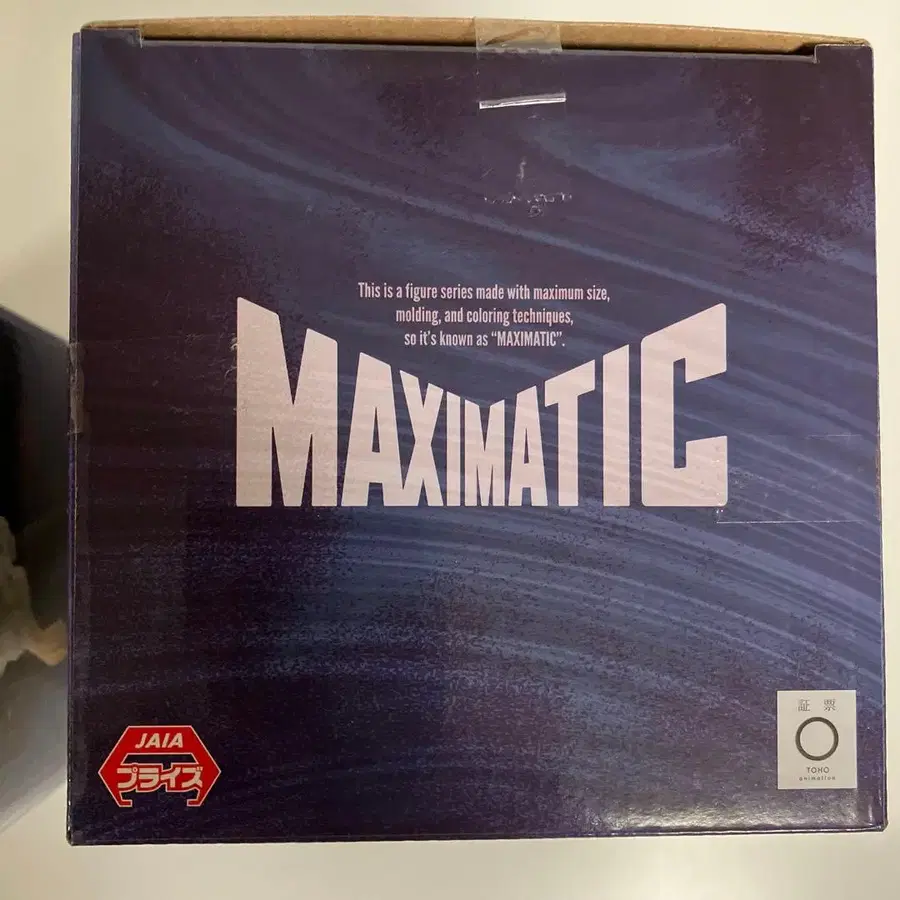 This is a figure series made with maximum size,
molding, and coloring techniques,
so it's known as "MAXIMATIC".
MAXIMATIC
JAIA
プライズ
証 票
TOHO
animation